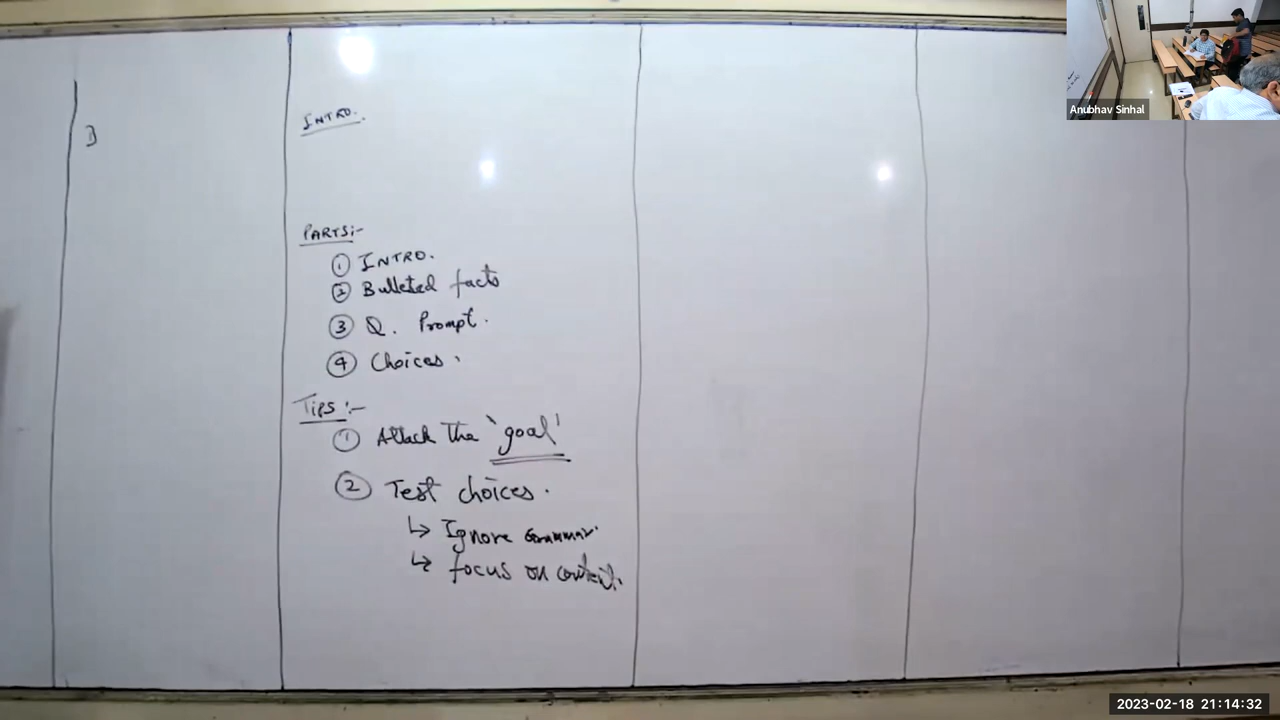 INTRO.
PARTS:-
① INTRO.
② Bulleted facts
③ Q. Prompt.
④ Choices.
Tips:-
① Attack the 'goal'
② Test choices.
↳ Ignore Grammar.
↳ focus on content.
Anubhav Sinhal
2023-02-18 21:14:32